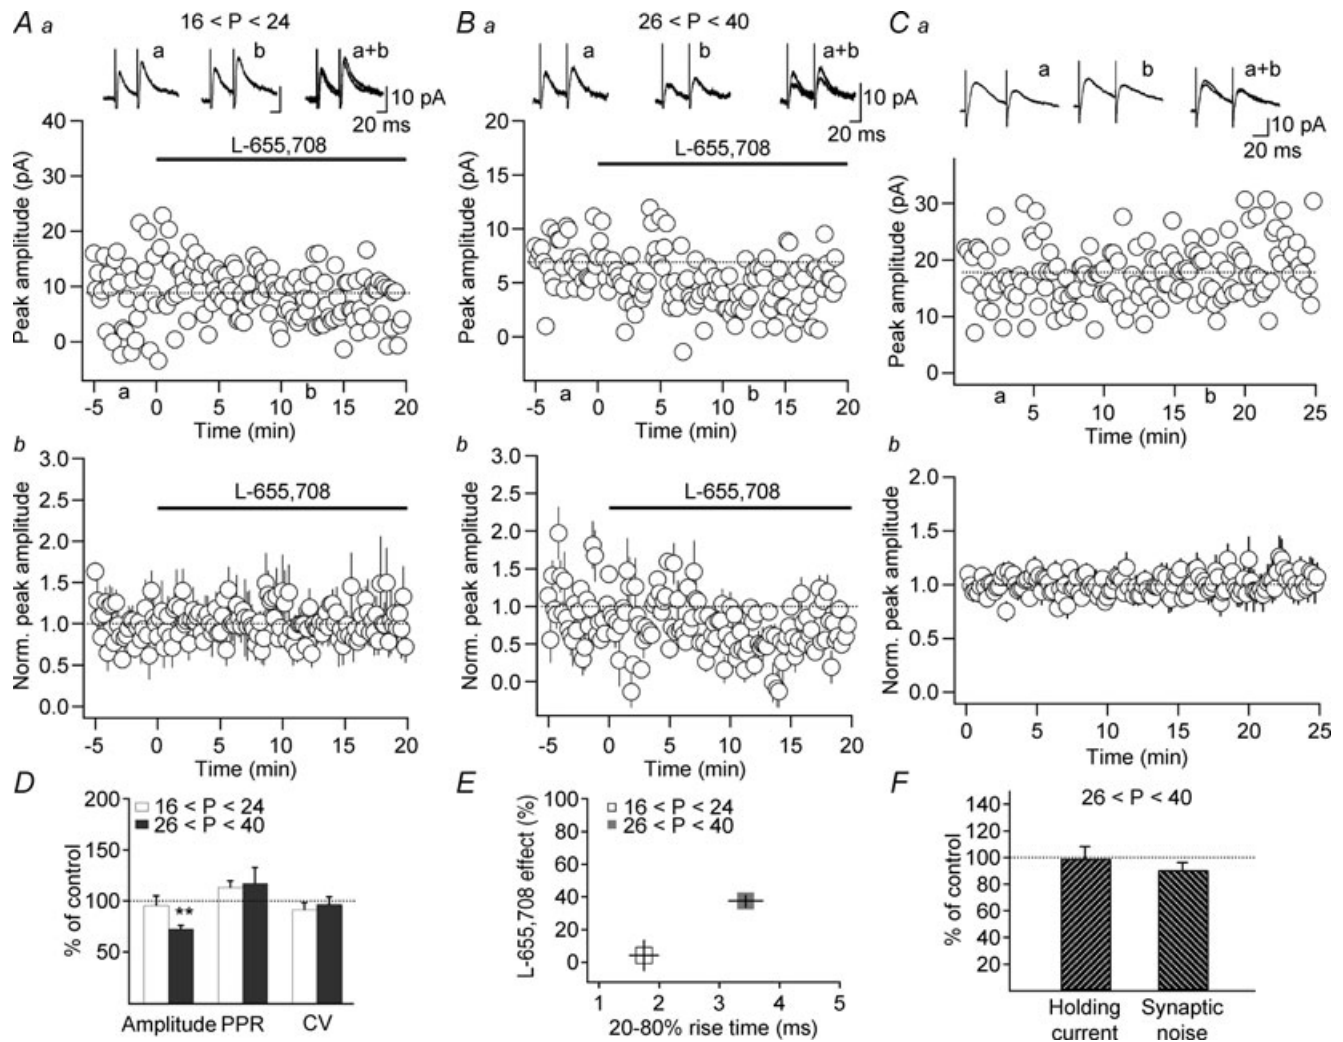 A a
16 < P < 24
a
b
a+b
10 pA
20 ms
L-655,708
Peak amplitude (pA)
40
30
20
10
0
a
b
-5 0 5 10 15 20
Time (min)
B a
26 < P < 40
a
b
a+b
10 pA
20 ms
L-655,708
Peak amplitude (pA)
20
15
10
5
0
a
b
-5 0 5 10 15 20
Time (min)
C a
a
b
a+b
10 pA
20 ms
Peak amplitude (pA)
30
20
10
0
a
b
5 10 15 20 25
Time (min)
b
L-655,708
Norm. peak amplitude
3.0
2.5
2.0
1.5
1.0
0.5
0.0
-5 0 5 10 15 20
Time (min)
b
L-655,708
Norm. peak amplitude
3.0
2.5
2.0
1.5
1.0
0.5
0.0
-5 0 5 10 15 20
Time (min)
b
Norm. peak amplitude
2.0
1.5
1.0
0.5
0.0
0 5 10 15 20 25
Time (min)
D
16 < P < 24
26 < P < 40
% of control
200
150
100
50
**
Amplitude PPR CV
E
16 < P < 24
26 < P < 40
L-655,708 effect (%)
100
80
60
40
20
0
1 2 3 4 5
20-80% rise time (ms)
F
26 < P < 40
% of control
140
120
100
80
60
40
20
Holding current
Synaptic noise